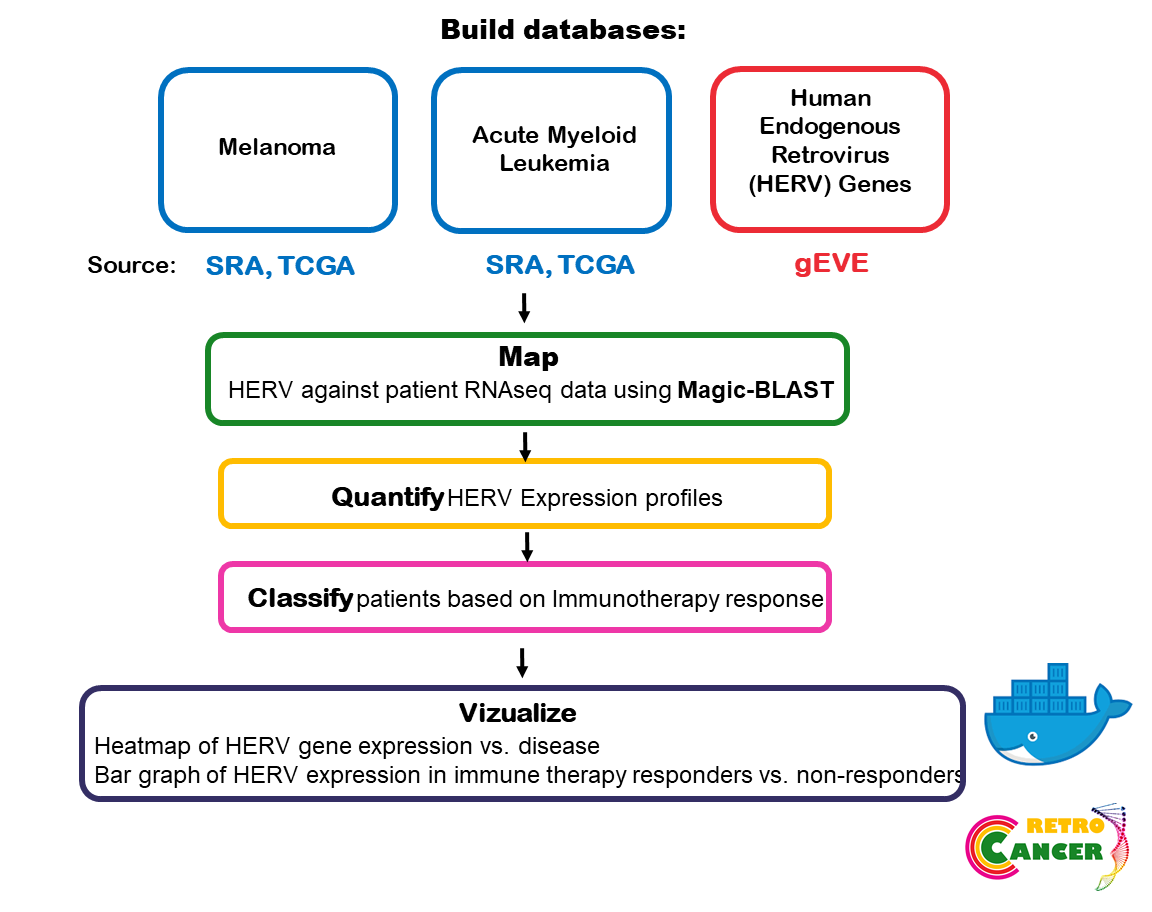 Build databases:
Melanoma
Acute Myeloid
Leukemia
Human
Endogenous
Retrovirus
(HERV) Genes
Source: SRA, TCGA SRA, TCGA gEVE
Map
HERV against patient RNAseq data using Magic-BLAST
Quantify HERV Expression profiles
Classify patients based on Immunotherapy response
Vizualize
Heatmap of HERV gene expression vs. disease
Bar graph of HERV expression in immune therapy responders vs. non-responders
RETRO
CANCER